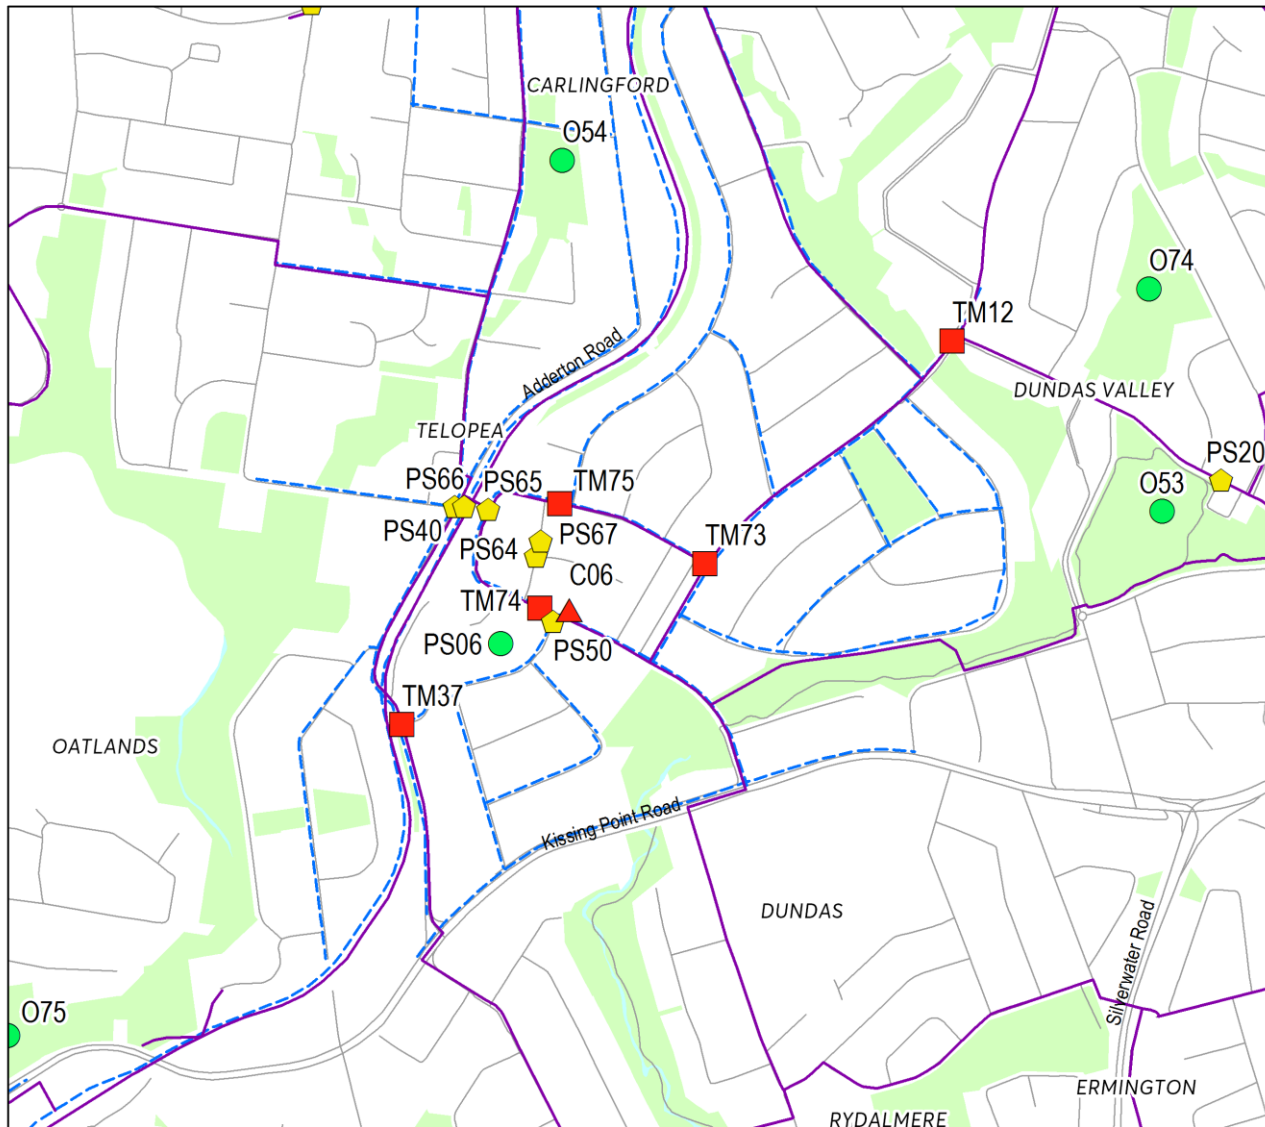 CARLINGFORD
O54
O74
TM12
Adderton Road
DUNDAS VALLEY
TELOPEA
PS20
PS66
PS65
TM75
O53
PS40
PS67
TM73
PS64
C06
TM74
PS06
PS50
TM37
OATLANDS
Kissing Point Road
DUNDAS
Silverwater Road
O75
ERMINGTON
RYDALMERE